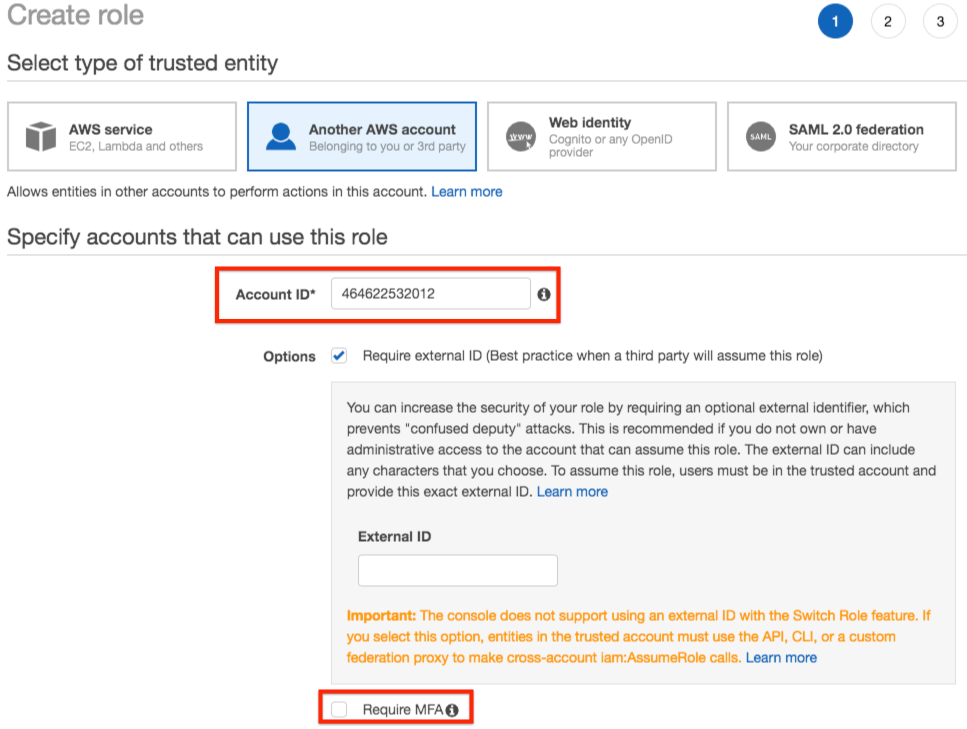 Create role
1 2 3
Select type of trusted entity
AWS service
EC2, Lambda and others
Another AWS account
Belonging to you or 3rd party
www
Web identity
Cognito or any OpenID
provider
SAML
SAML 2.0 federation
Your corporate directory
Allows entities in other accounts to perform actions in this account. Learn more
Specify accounts that can use this role
Account ID* 464622532012
Options Require external ID (Best practice when a third party will assume this role)
You can increase the security of your role by requiring an optional external identifier, which
prevents "confused deputy" attacks. This is recommended if you do not own or have
administrative access to the account that can assume this role. The external ID can include
any characters that you choose. To assume this role, users must be in the trusted account and
provide this exact external ID. Learn more
External ID
Important: The console does not support using an external ID with the Switch Role feature. If
you select this option, entities in the trusted account must use the API, CLI, or a custom
federation proxy to make cross-account iam:AssumeRole calls. Learn more
Require MFA